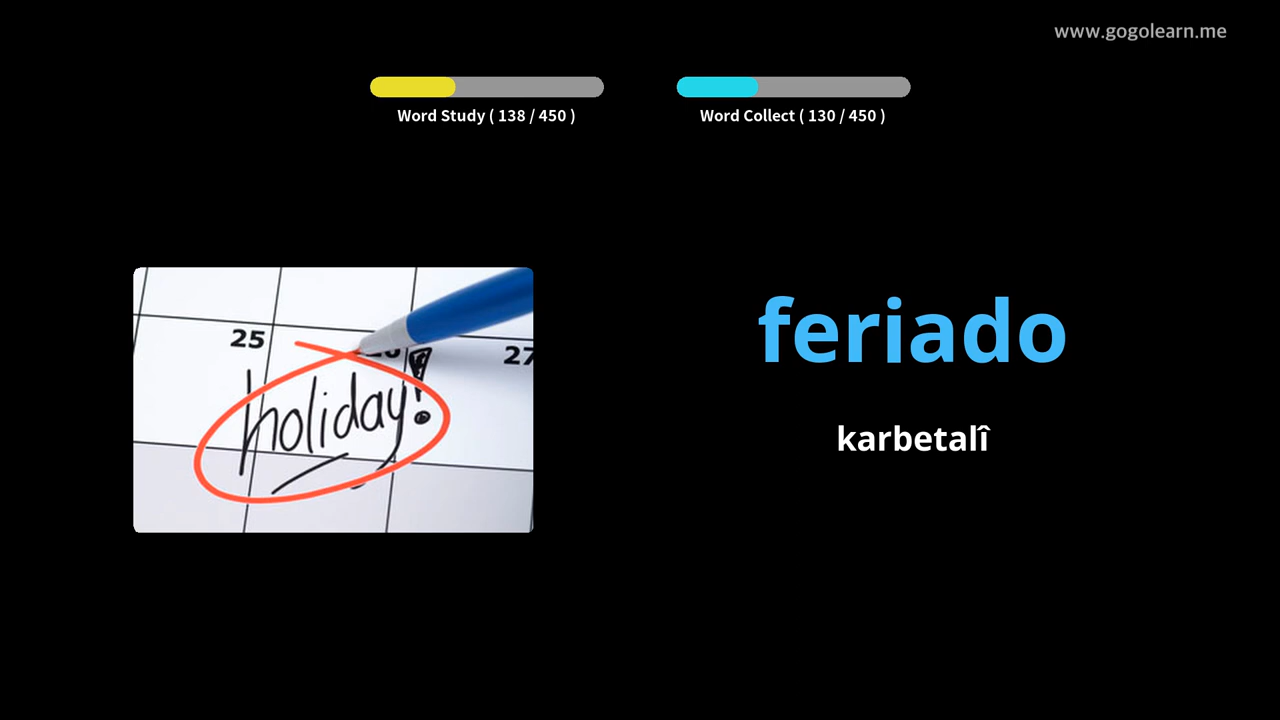 www.gogolearn.me
Word Study ( 138 / 450 )
Word Collect ( 130 / 450 )
25
27
holiday!
feriado
karbetalî